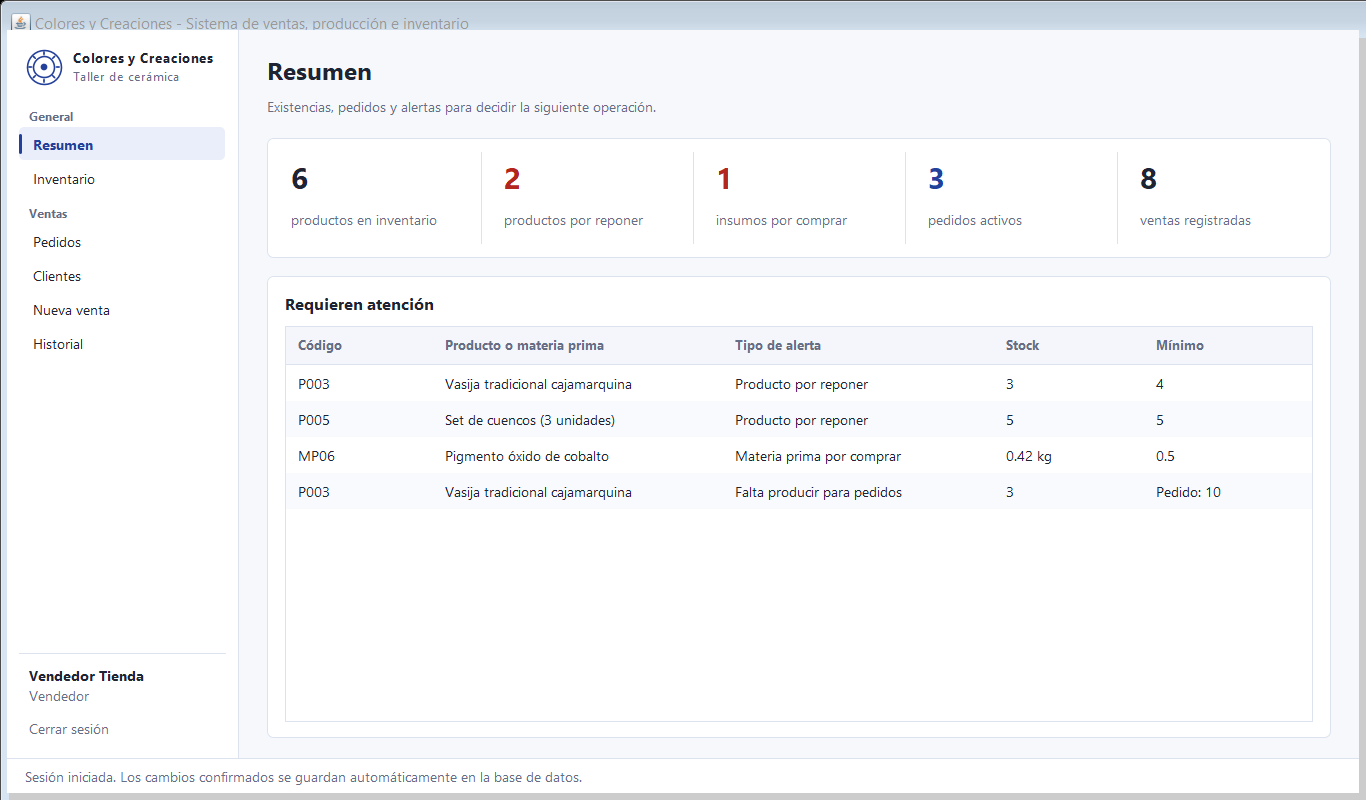 Colores y Creaciones - Sistema de ventas, producción e inventario
Colores y Creaciones
Taller de cerámica
General
Resumen
Inventario
Ventas
Pedidos
Clientes
Nueva venta
Historial
Vendedor Tienda
Vendedor
Cerrar sesión
Resumen
Existencias, pedidos y alertas para decidir la siguiente operación.
6 2 1 3 8
productos en inventario productos por reponer insumos por comprar pedidos activos ventas registradas
Requieren atención
Código Producto o materia prima Tipo de alerta Stock Mínimo
P003 Vasija tradicional cajamarquina Producto por reponer 3 4
P005 Set de cuencos (3 unidades) Producto por reponer 5 5
MP06 Pigmento óxido de cobalto Materia prima por comprar 0.42 kg 0.5
P003 Vasija tradicional cajamarquina Falta producir para pedidos 3 Pedido: 10
Sesión iniciada. Los cambios confirmados se guardan automáticamente en la base de datos.